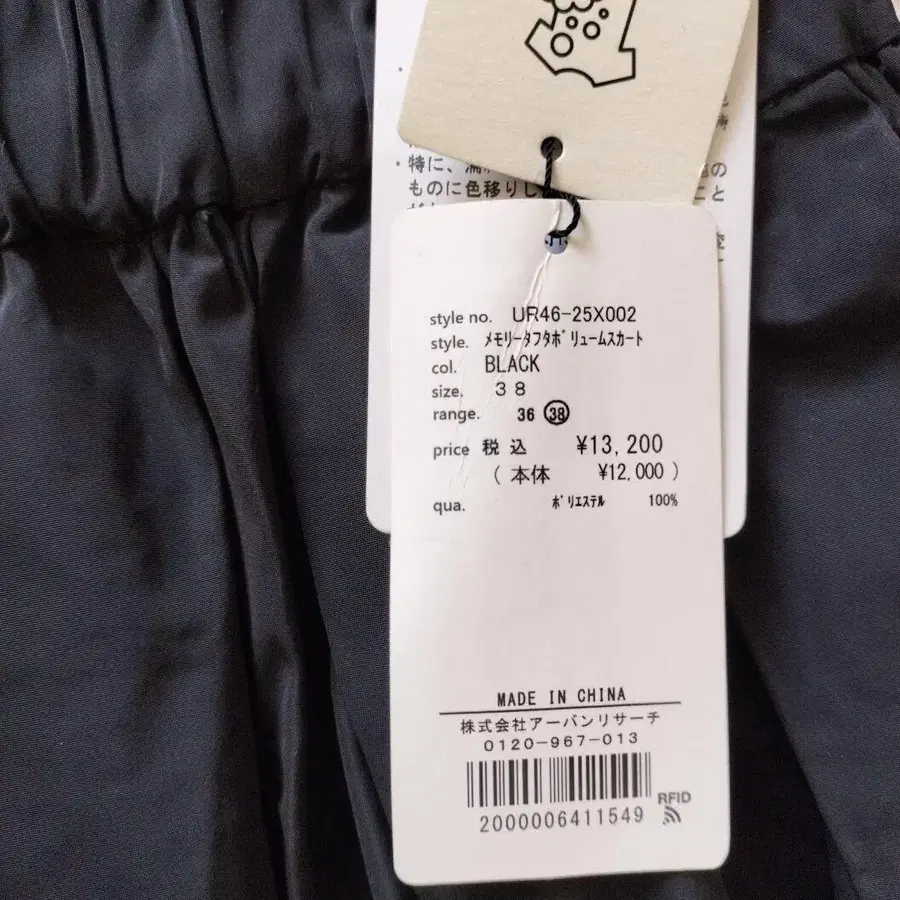 ・特に、
ものに色移りし
style no. UR46-25X002
style. ﾒﾓﾘｰﾀﾌﾀﾎﾞﾘｭｰﾑｽｶｰﾄ
col. BLACK
size. 38
range. 36 38
price 税込 ¥13,200
(本体 ¥12,000)
qua. ﾎﾟﾘｴｽﾃﾙ 100%
MADE IN CHINA
株式会社アーバンリサーチ
0120-967-013
2000006411549
RFID